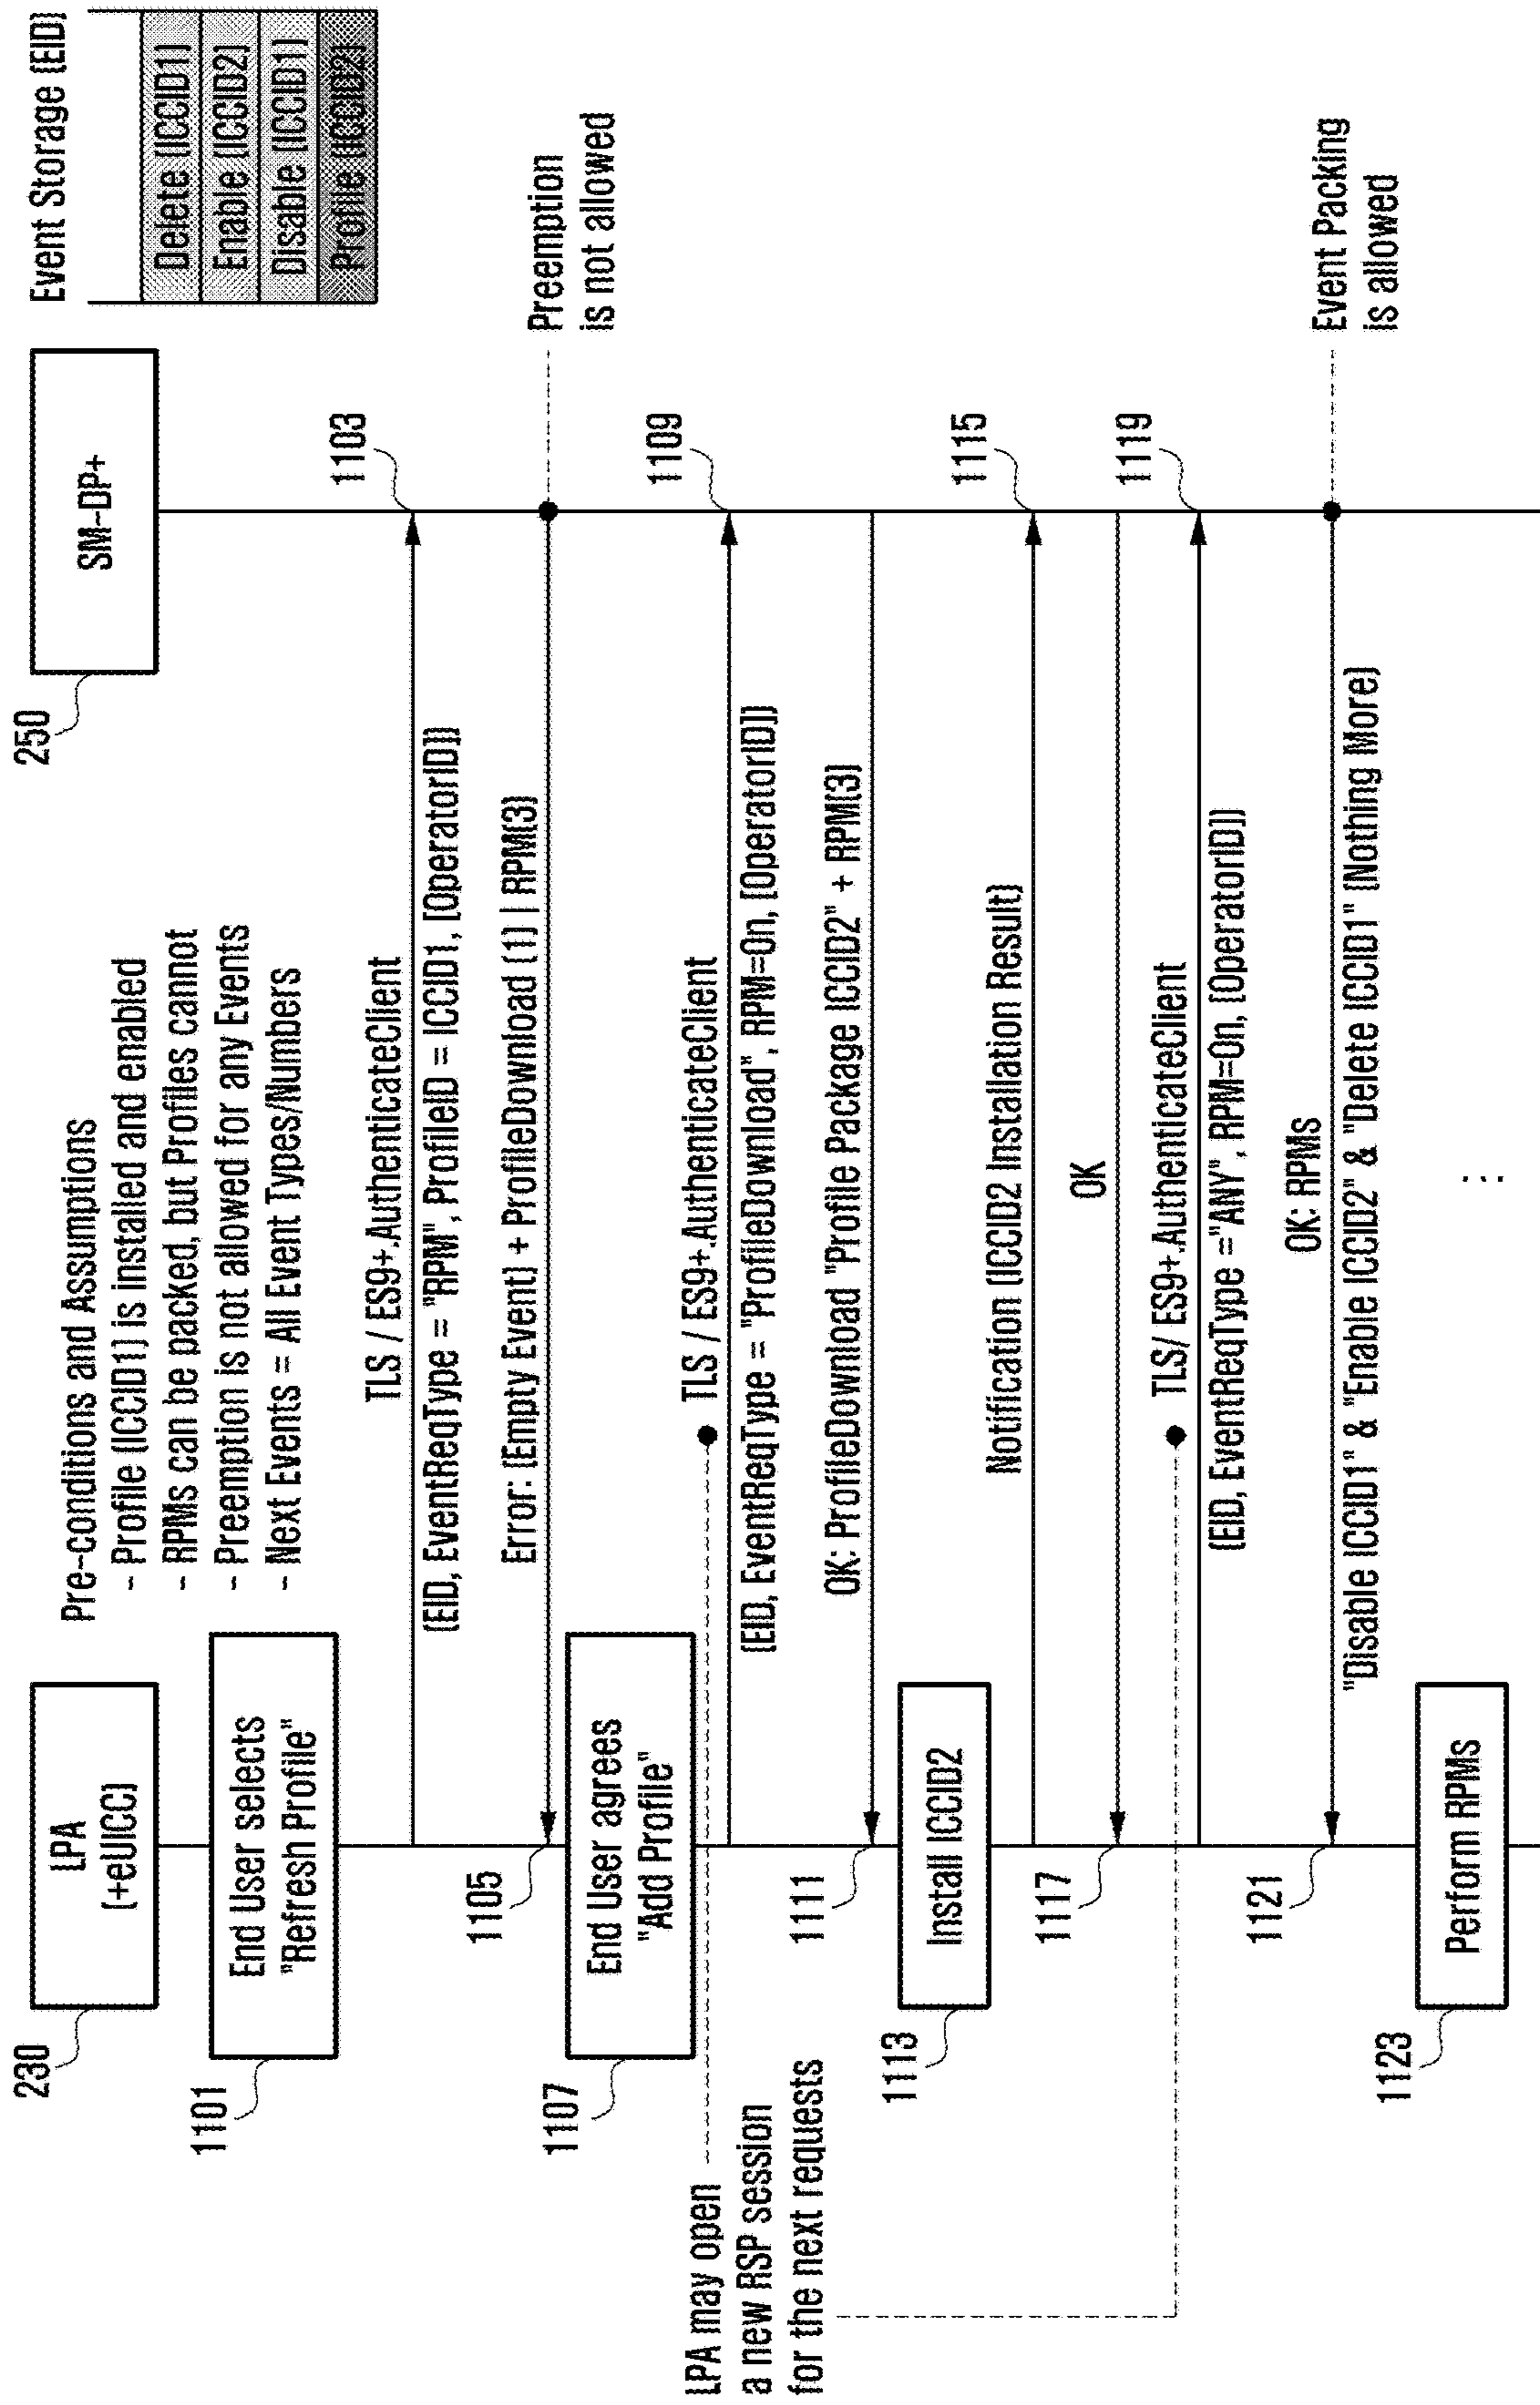 230
LPA
(+eUICC)
Pre-conditions and Assumptions
- Profile (ICCID1) is installed and enabled
- RPMs can be packed, but Profiles cannot
- Preemption is not allowed for any Events
- Next Events = All Event Types/Numbers
250
SM-DP+
Event Storage (EID)
Delete (ICCID1)
Enable (ICCID2)
Disable (ICCID1)
Profile (ICCID2)
1101
End User selects
"Refresh Profile"
TLS / ES9+.AuthenticateClient
1103
(EID, EventReqType = "RPM", ProfileID = ICCID1, [OperatorID])
Error: (Empty Event) + ProfileDownload (1) | RPM(3)
1105
Preemption
is not allowed
1107
End User agrees
"Add Profile"
LPA may open
a new RSP session
for the next requests
TLS / ES9+.AuthenticateClient
1109
(EID, EventReqType = "ProfileDownload", RPM=On, [OperatorID])
OK: ProfileDownload "Profile Package ICCID2" + RPM(3)
1111
1113
Install ICCID2
Notification (ICCID2 Installation Result)
1115
1117
OK
TLS/ ES9+.AuthenticateClient
1119
(EID, EventReqType ="ANY", RPM=On, [OperatorID])
1121
OK: RPMs
"Disable ICCID1" & "Enable ICCID2" & "Delete ICCID1" (Nothing More)
Event Packing
is allowed
1123
Perform RPMs
...